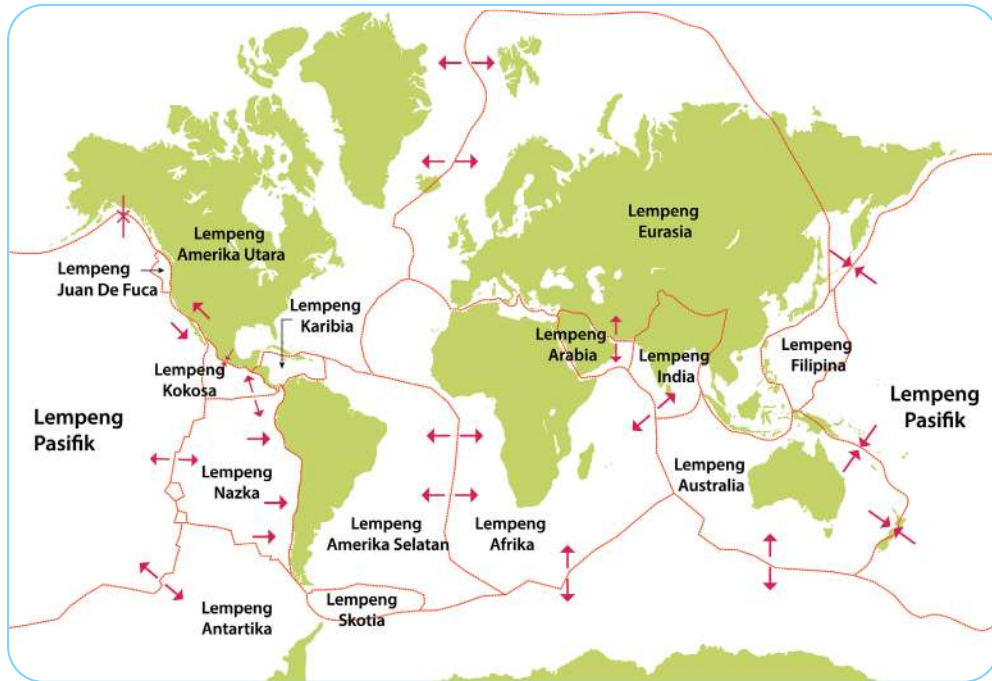 Lempeng
Amerika Utara
Lempeng
Eurasia
Lempeng
Juan De Fuca
Lempeng
Karibia
Lempeng
Arabia
Lempeng
India
Lempeng
Filipina
Lempeng
Kokosa
Lempeng
Pasifik
Lempeng
Pasifik
Lempeng
Nazka
Lempeng
Australia
Lempeng
Amerika Selatan
Lempeng
Afrika
Lempeng
Antartika
Lempeng
Skotia